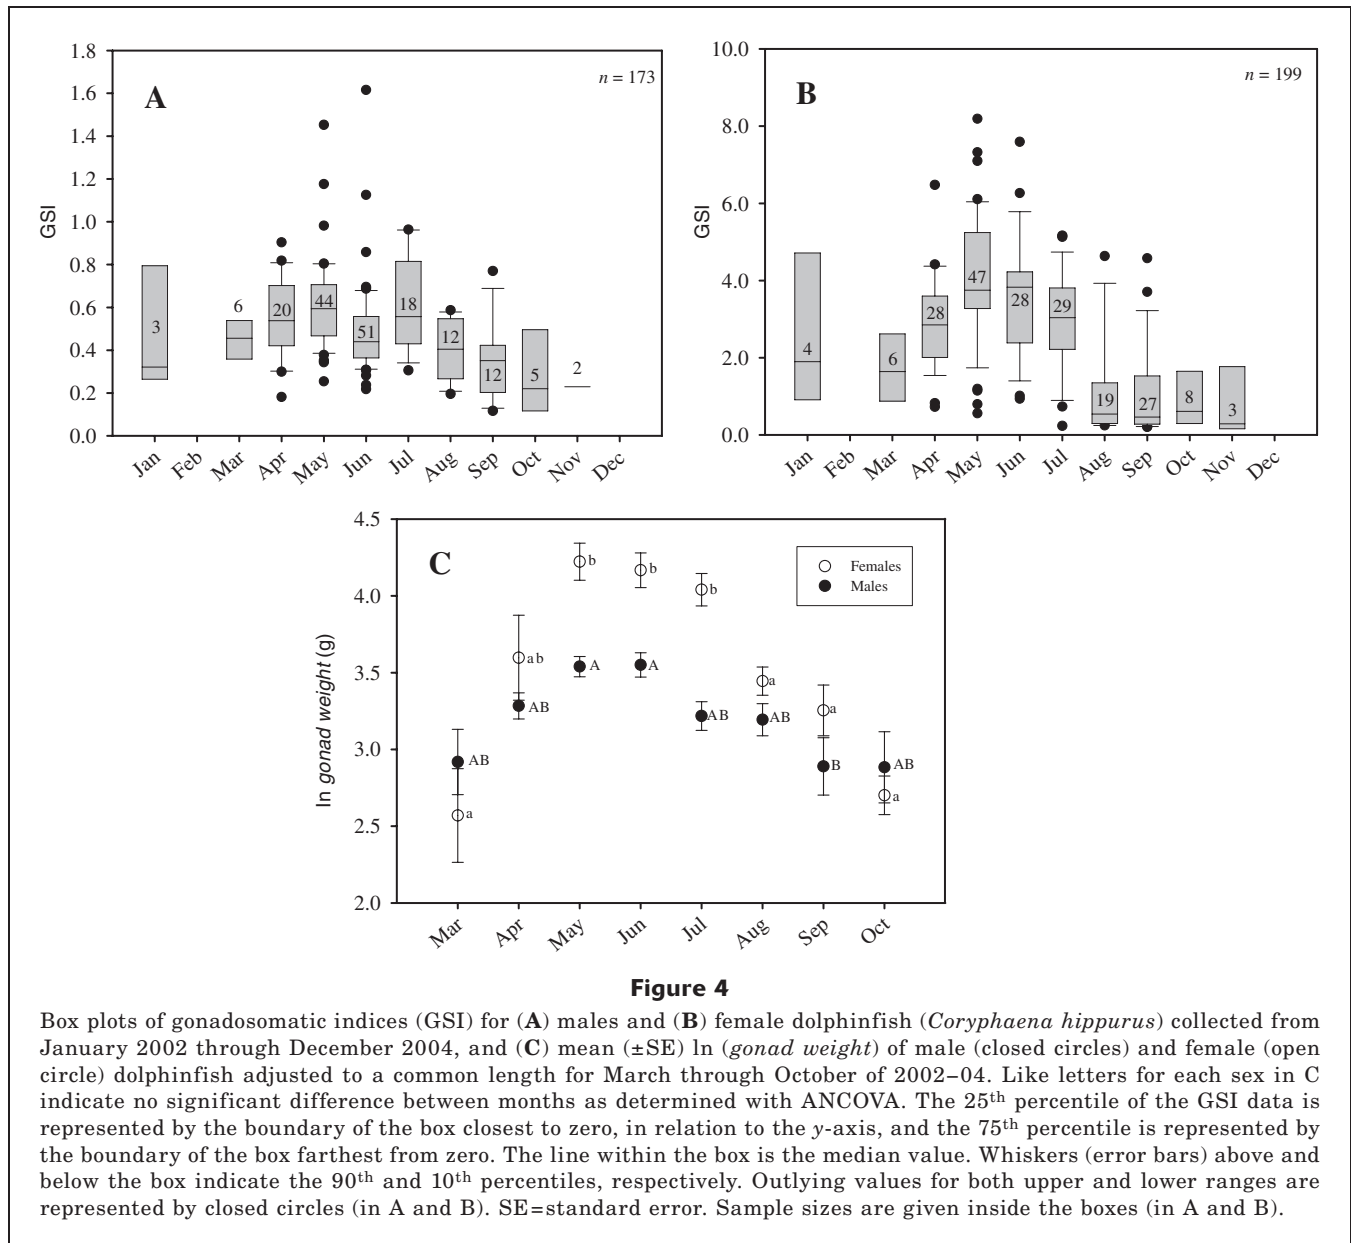 1.8
1.6
1.4
1.2
1.0
0.8
0.6
0.4
0.2
0.0
GSI
A
n = 173
3
6
20
44
51
18
12
12
5
2
Jan Feb Mar Apr May Jun Jul Aug Sep Oct Nov Dec
10.0
8.0
6.0
4.0
2.0
0.0
GSI
B
n = 199
4
6
28
47
28
29
19
27
8
3
Jan Feb Mar Apr May Jun Jul Aug Sep Oct Nov Dec
4.5
4.0
3.5
3.0
2.5
2.0
ln gonad weight (g)
C
Females
Males
AB
a
ab
AB
b
A
b
A
b
AB
a
AB
a
B
AB
a
Mar Apr May Jun Jul Aug Sep Oct
Figure 4
Box plots of gonadosomatic indices (GSI) for (A) males and (B) female dolphinfish (Coryphaena hippurus) collected from
January 2002 through December 2004, and (C) mean (±SE) ln (gonad weight) of male (closed circles) and female (open
circle) dolphinfish adjusted to a common length for March through October of 2002–04. Like letters for each sex in C
indicate no significant difference between months as determined with ANCOVA. The 25th percentile of the GSI data is
represented by the boundary of the box closest to zero, in relation to the y-axis, and the 75th percentile is represented by
the boundary of the box farthest from zero. The line within the box is the median value. Whiskers (error bars) above and
below the box indicate the 90th and 10th percentiles, respectively. Outlying values for both upper and lower ranges are
represented by closed circles (in A and B). SE=standard error. Sample sizes are given inside the boxes (in A and B).